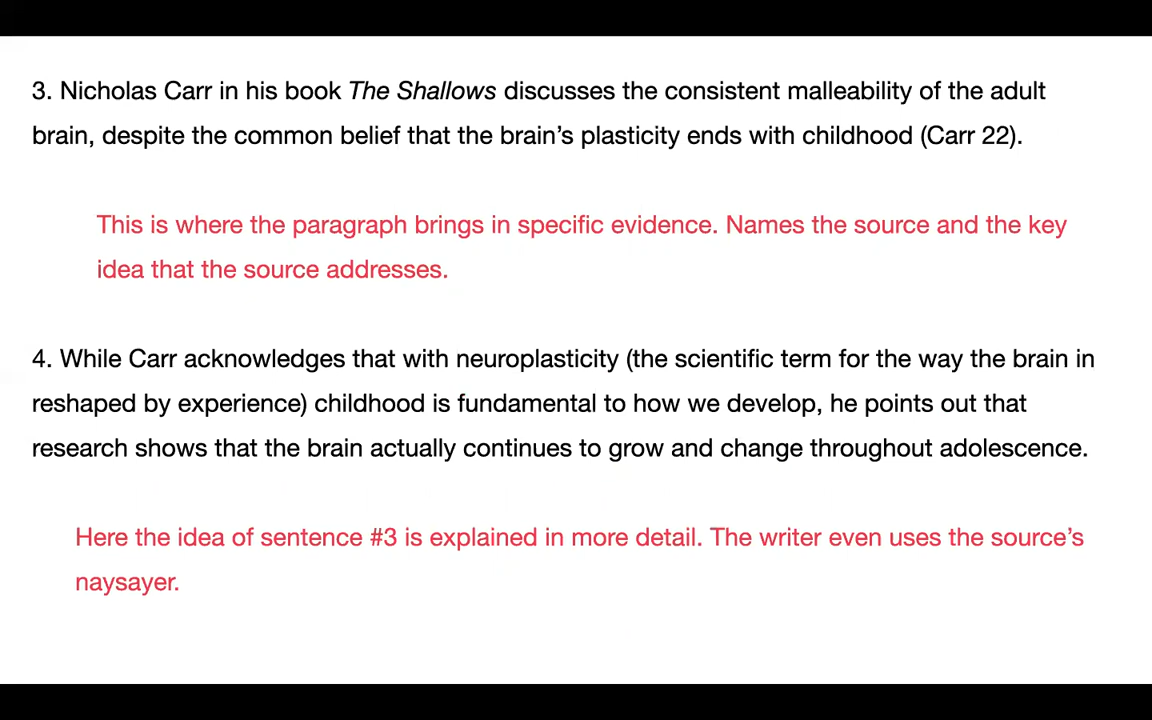 3. Nicholas Carr in his book The Shallows discusses the consistent malleability of the adult
brain, despite the common belief that the brain’s plasticity ends with childhood (Carr 22).
This is where the paragraph brings in specific evidence. Names the source and the key
idea that the source addresses.
4. While Carr acknowledges that with neuroplasticity (the scientific term for the way the brain in
reshaped by experience) childhood is fundamental to how we develop, he points out that
research shows that the brain actually continues to grow and change throughout adolescence.
Here the idea of sentence #3 is explained in more detail. The writer even uses the source’s
naysayer.